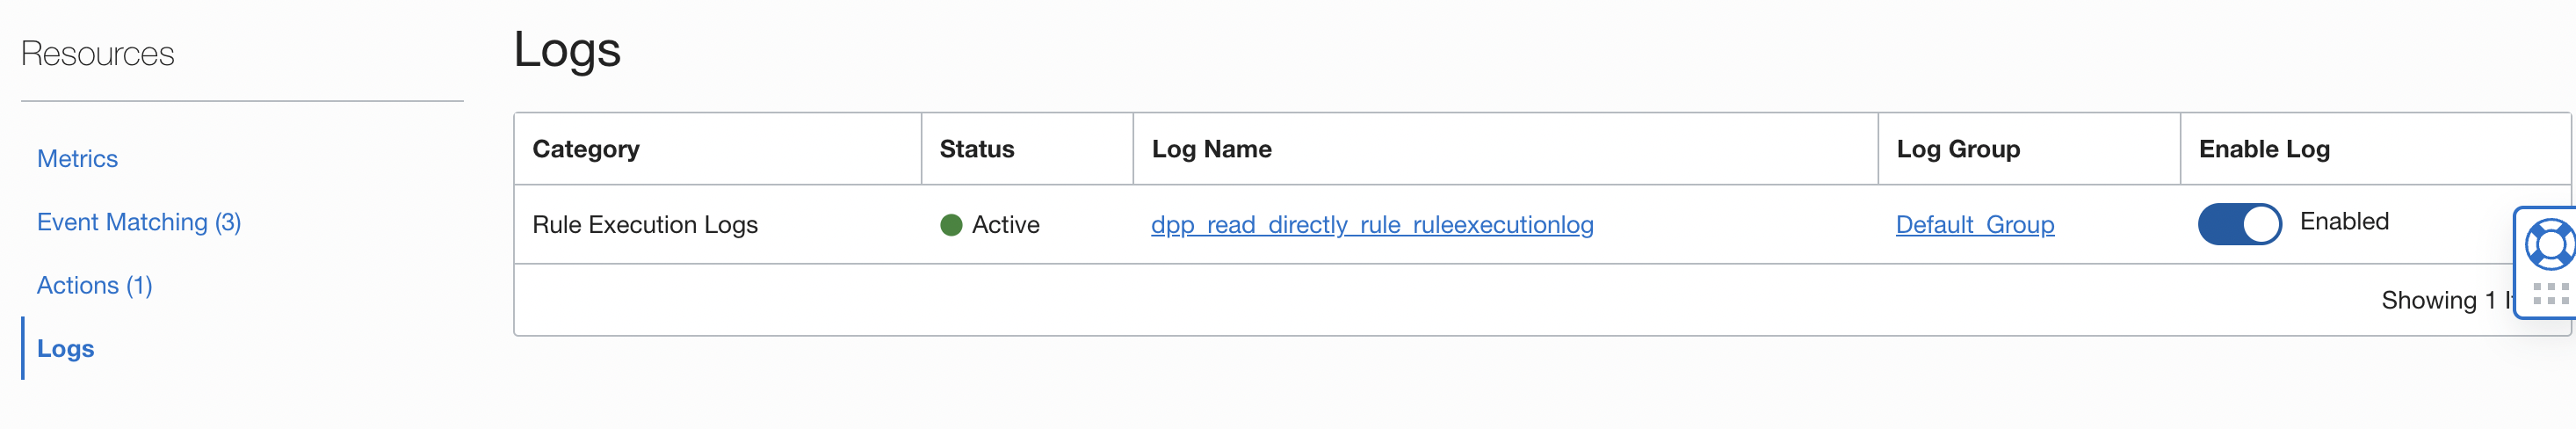 Resources
Metrics
Event Matching (3)
Actions (1)
Logs
Logs
Category Status Log Name Log Group Enable Log
Rule Execution Logs Active dpp_read_directly_rule_ruleexecutionlog Default_Group Enabled
Showing 1